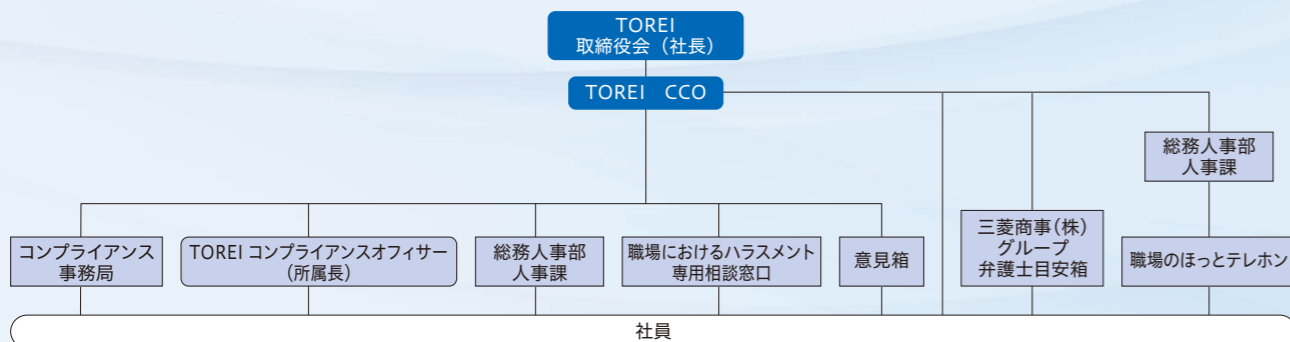 TOREI
取締役会（社長）
TOREI　CCO
総務人事部
人事課
コンプライアンス
事務局
TOREI コンプライアンスオフィサー
（所属長）
総務人事部
人事課
職場におけるハラスメント
専用相談窓口
意見箱
三菱商事（株）
グループ
弁護士目安箱
職場のほっとテレホン
社員